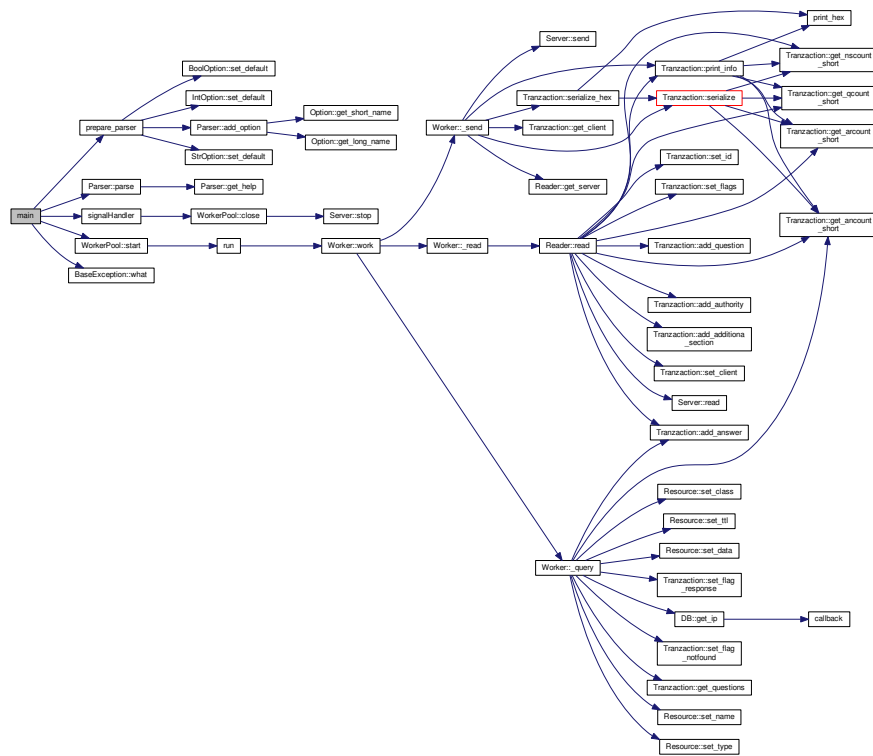 main
prepare_parser
Parser::parse
signalHandler
WorkerPool::start
BaseException::what
BoolOption::set_default
IntOption::set_default
Parser::add_option
StrOption::set_default
Parser::get_help
WorkerPool::close
run
Option::get_short_name
Option::get_long_name
Server::stop
Worker::work
Worker::_send
Worker::_read
Server::send
Tranzaction::serialize_hex
Tranzaction::get_client
Reader::get_server
Reader::read
Worker::_query
Tranzaction::print_info
Tranzaction::serialize
Tranzaction::set_id
Tranzaction::set_flags
Tranzaction::add_question
Tranzaction::add_authority
Tranzaction::add_additiona
_section
Tranzaction::set_client
Server::read
Tranzaction::add_answer
Resource::set_class
Resource::set_ttl
Resource::set_data
Tranzaction::set_flag
_response
DB::get_ip
Tranzaction::set_flag
_notfound
Tranzaction::get_questions
Resource::set_name
Resource::set_type
print_hex
Tranzaction::get_nscount
_short
Tranzaction::get_qcount
_short
Tranzaction::get_arcount
_short
Tranzaction::get_ancount
_short
callback